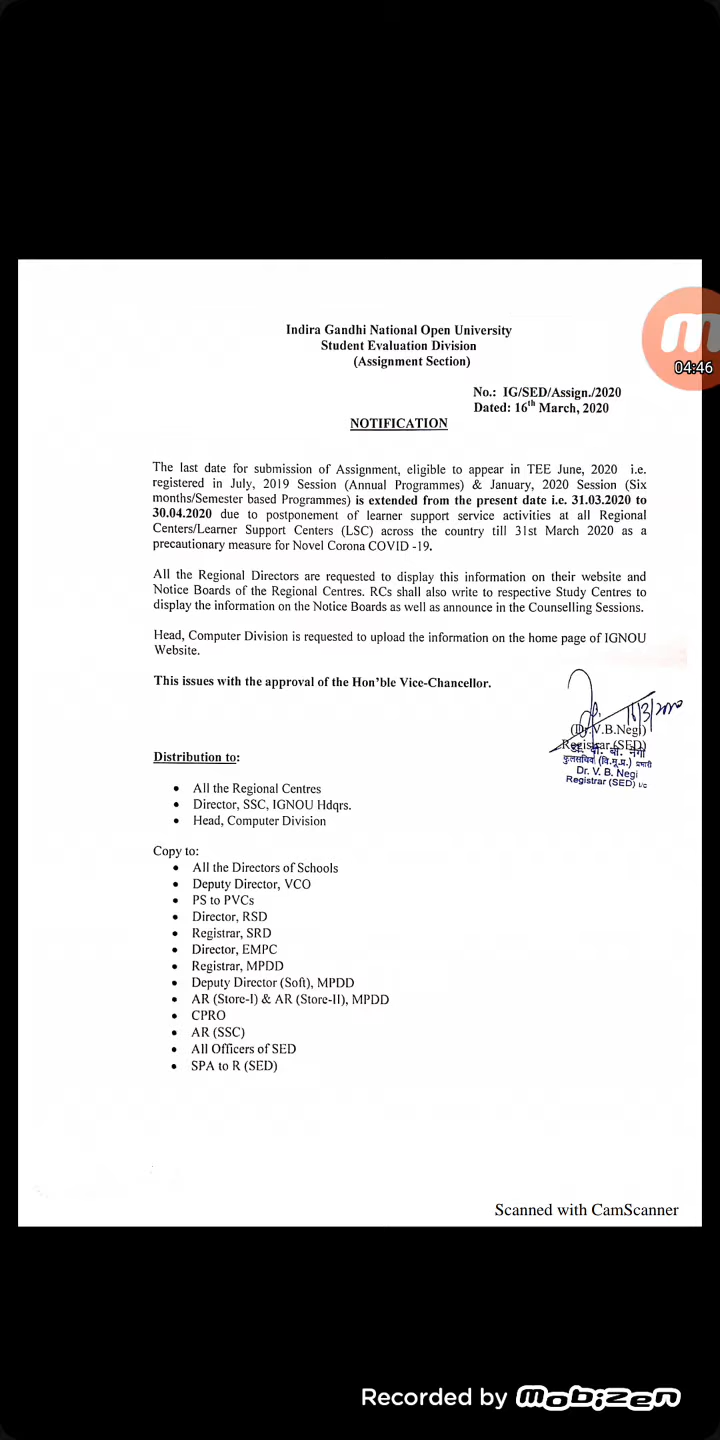 Indira Gandhi National Open University
Student Evaluation Division
(Assignment Section)
04:46
No.: IG/SED/Assign./2020
Dated: 16th March, 2020
NOTIFICATION
The last date for submission of Assignment, eligible to appear in TEE June, 2020 i.e.
registered in July, 2019 Session (Annual Programmes) & January, 2020 Session (Six
months/Semester based Programmes) is extended from the present date i.e. 31.03.2020 to
30.04.2020 due to postponement of learner support service activities at all Regional
Centers/Learner Support Centers (LSC) across the country till 31st March 2020 as a
precautionary measure for Novel Corona COVID -19.
All the Regional Directors are requested to display this information on their website and
Notice Boards of the Regional Centres. RCs shall also write to respective Study Centres to
display the information on the Notice Boards as well as announce in the Counselling Sessions.
Head, Computer Division is requested to upload the information on the home page of IGNOU
Website.
This issues with the approval of the Hon'ble Vice-Chancellor.
16/3/2020
(Dr.V.B.Negi)
Registrar (SED)
डॉ. वी. बी. नेगी
कुलसचिव (वि.मू.प्र.) प्रभारी
Dr. V. B. Negi
Registrar (SED) I/c
Distribution to:
• All the Regional Centres
• Director, SSC, IGNOU Hdqrs.
• Head, Computer Division
Copy to:
• All the Directors of Schools
• Deputy Director, VCO
• PS to PVCs
• Director, RSD
• Registrar, SRD
• Director, EMPC
• Registrar, MPDD
• Deputy Director (Soft), MPDD
• AR (Store-I) & AR (Store-II), MPDD
• CPRO
• AR (SSC)
• All Officers of SED
• SPA to R (SED)
Scanned with CamScanner
Recorded by mobizen